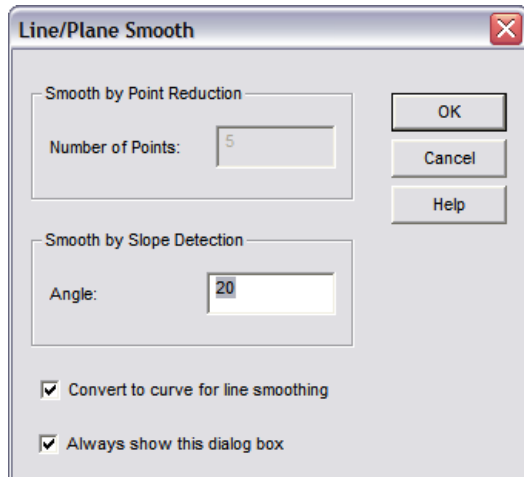 Line/Plane Smooth
Smooth by Point Reduction
Number of Points:
5
OK
Cancel
Help
Smooth by Slope Detection
Angle:
20
Convert to curve for line smoothing
Always show this dialog box